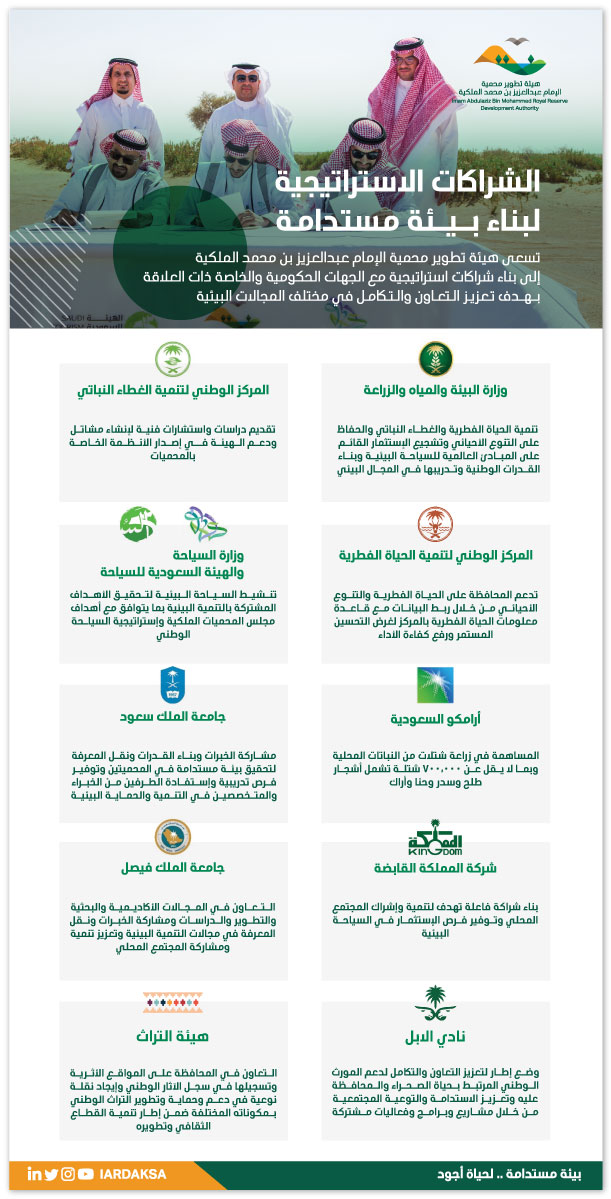 هيئة تطوير محمية
الإمام عبدالعزيز بن محمد الملكية
Imam Abdulaziz Bin Mohammed Royal Reserve
Development Authority
الشراكات الاستراتيجية
لبناء بيئة مستدامة
تسعى هيئة تطوير محمية الإمام عبدالعزيز بن محمد الملكية
إلى بناء شراكات استراتيجية مع الجهات الحكومية والخاصة ذات العلاقة
بهدف تعزيز التعاون والتكامل في مختلف المجالات البيئية
وزارة البيئة والمياه والزراعة
تنمية الحياة الفطرية والغطاء النباتي والحفاظ
على التنوع الأحيائي وتشجيع الإستثمار القائم
على المبادئ العالمية للسياحة البيئية وبناء
القدرات الوطنية وتدريبها في المجال البيئي
المركز الوطني لتنمية الغطاء النباتي
تقديم دراسات واستشارات فنية لإنشاء مشاتل
ودعم الهيئة في إصدار الأنظمة الخاصة
بالمحميات
المركز الوطني لتنمية الحياة الفطرية
تدعم المحافظة على الحياة الفطرية والتنوع
الأحيائي من خلال ربط البيانات مع قاعدة
معلومات الحياة الفطرية بالمركز لغرض التحسين
المستمر ورفع كفاءة الأداء
وزارة السياحة
والهيئة السعودية للسياحة
تنشيط السياحة البيئية لتحقيق الأهداف
المشتركة بالتنمية البيئية بما يتوافق مع أهداف
مجلس المحميات الملكية وإستراتيجية السياحة
الوطني
أرامكو السعودية
المساهمة في زراعة شتلات من النباتات المحلية
وبما لا يقل عن ٧٠٠,٠٠٠ شتلة تشمل أشجار
طلح وسدر وحنا وأراك
جامعة الملك سعود
مشاركة الخبرات وبناء القدرات ونقل المعرفة
لتحقيق بيئة مستدامة في المحميتين وتوفير
فرص تدريبية وإستفادة الطرفين من الخبراء
والمتخصصين في التنمية والحماية البيئية
المملكة
KINGDOM
شركة المملكة القابضة
بناء شراكة فاعلة تهدف لتنمية وإشراك المجتمع
المحلي وتوفير فرص الإستثمار في السياحة
البيئية
جامعة الملك فيصل
التعاون في المجالات الأكاديمية والبحثية
والتطوير والدراسات ومشاركة الخبرات ونقل
المعرفة في مجالات التنمية البيئية وتعزيز تنمية
ومشاركة المجتمع المحلي
نادي الابل
وضع إطار لتعزيز التعاون والتكامل لدعم المورث
الوطني المرتبط بحياة الصحراء والمحافظة
عليه وتعزيز الاستدامة والتوعية المجتمعية
من خلال مشاريع وبرامج وفعاليات مشتركة
هيئة التراث
التعاون في المحافظة على المواقع الأثرية
وتسجيلها في سجل الآثار الوطني وإيجاد نقلة
نوعية في دعم وحماية وتطوير التراث الوطني
بمكوناته المختلفة ضمن إطار تنمية القطاع
الثقافي وتطويره
بيئة مستدامة .. لحياة أجود
IARDAKSA